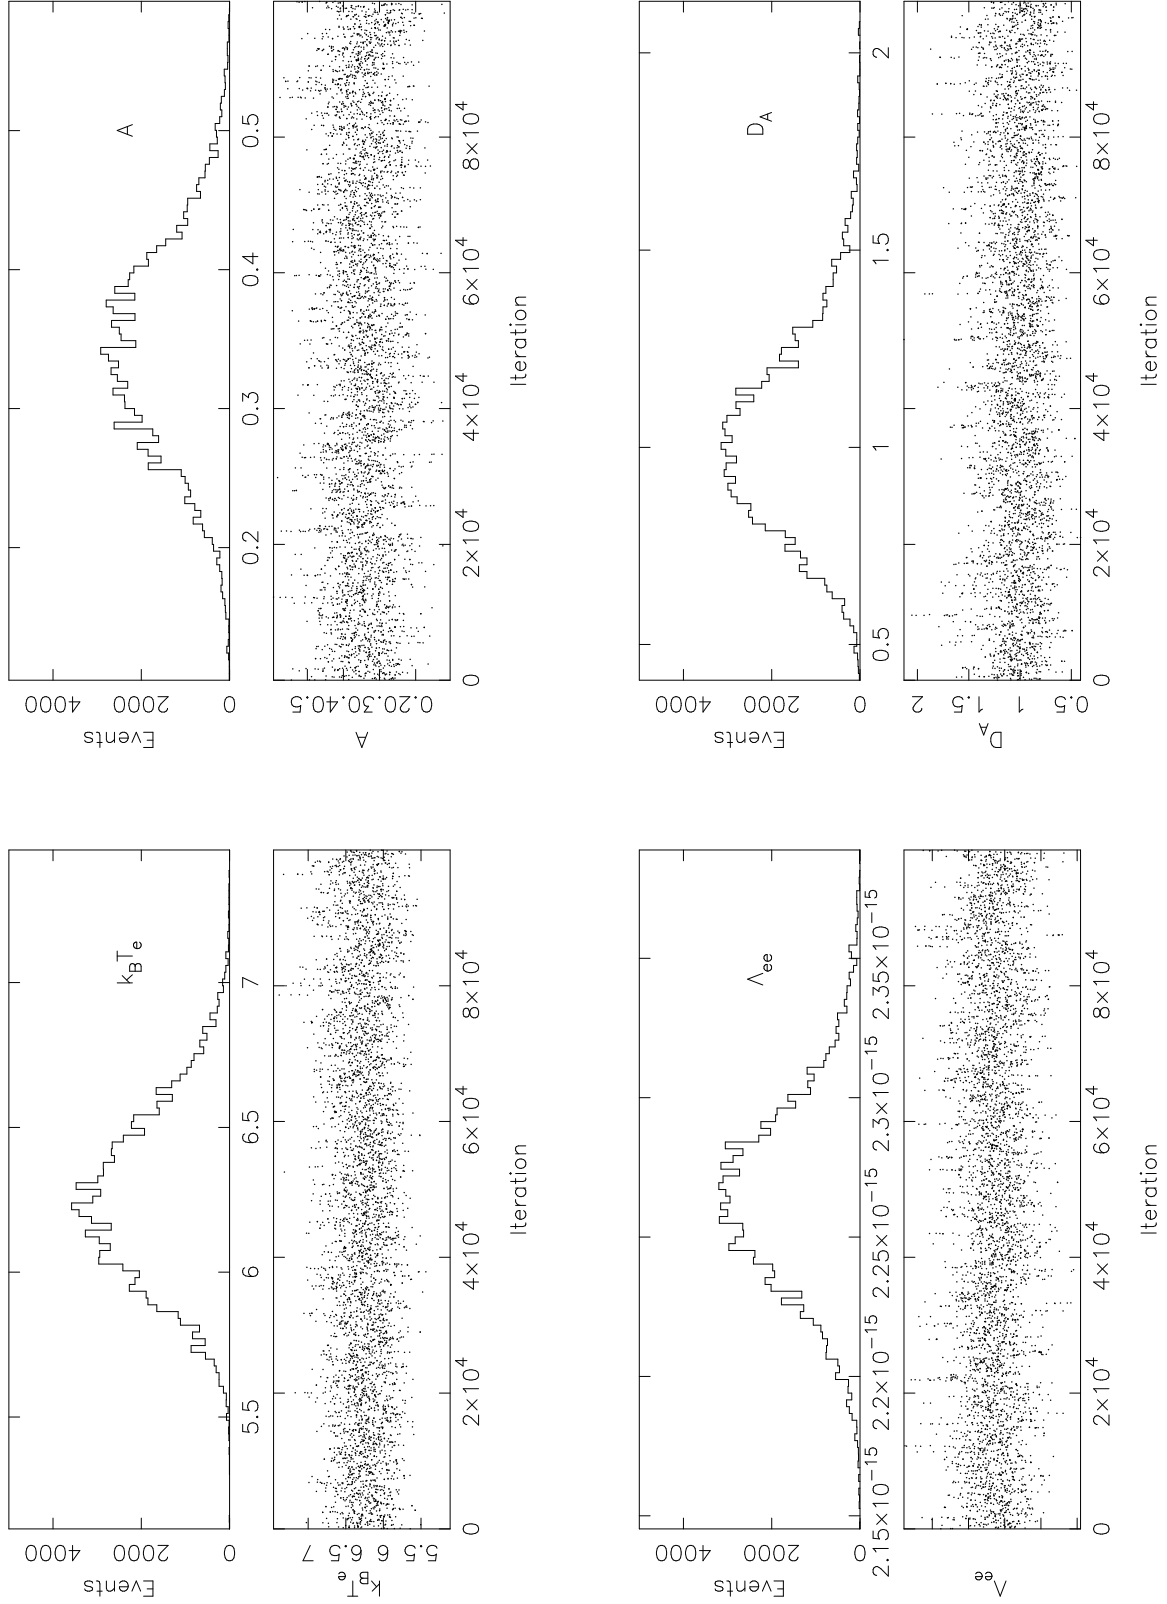 Events
0 2000 4000
5.5 6 6.5 7
k_B T_e
k_B T_e
5.5 6 6.5 7
0 2×10^4 4×10^4 6×10^4 8×10^4
Iteration
Events
0 2000 4000
0.2 0.3 0.4 0.5
A
A
0.2 0.3 0.4 0.5
0 2×10^4 4×10^4 6×10^4 8×10^4
Iteration
Events
0 2000 4000
2.15×10^−15 2.2×10^−15 2.25×10^−15 2.3×10^−15 2.35×10^−15
Λ_ee
Λ_ee
0 2×10^4 4×10^4 6×10^4 8×10^4
Iteration
Events
0 2000 4000
0.5 1 1.5 2
D_A
D_A
0.5 1 1.5 2
0 2×10^4 4×10^4 6×10^4 8×10^4
Iteration